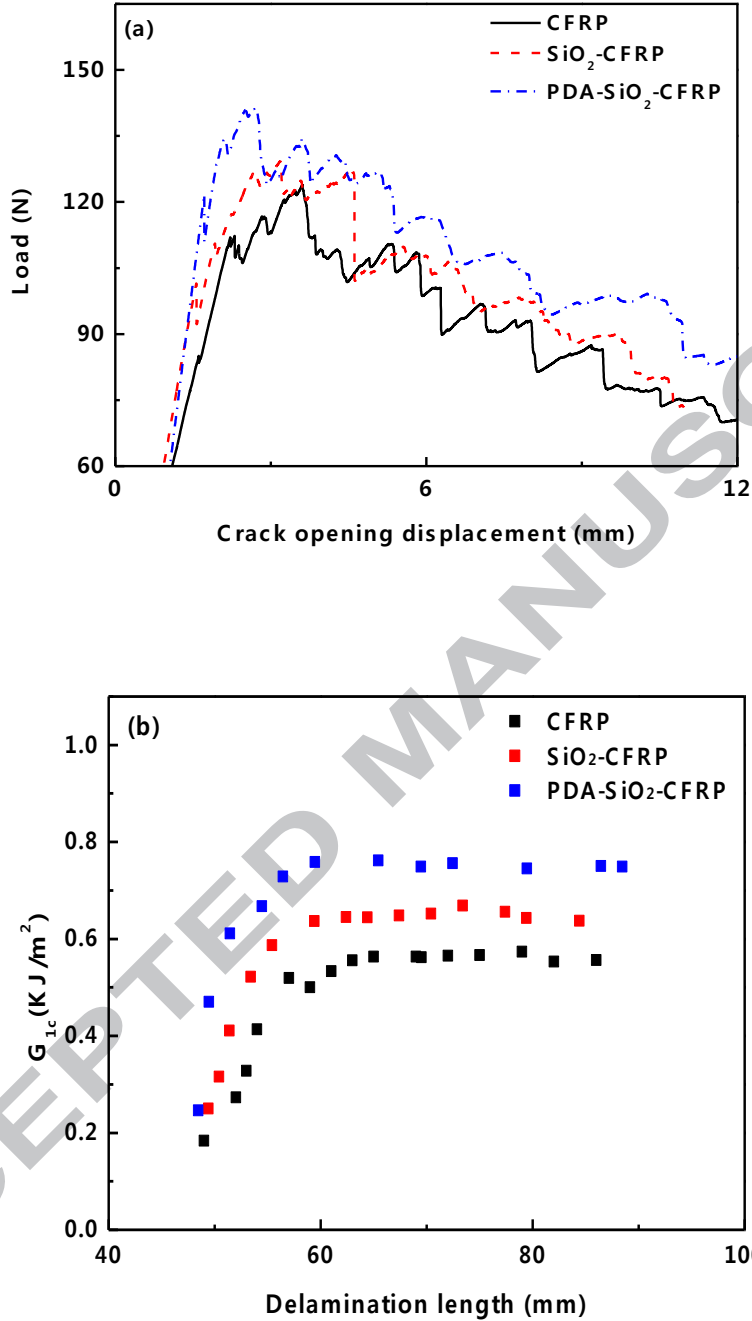 (a)
CFRP
SiO2-CFRP
PDA-SiO2-CFRP
150
120
90
60
Load (N)
0
6
12
Crack opening displacement (mm)
(b)
CFRP
SiO2-CFRP
PDA-SiO2-CFRP
1.0
0.8
0.6
0.4
0.2
0.0
G1c (KJ/m2)
40
60
80
100
Delamination length (mm)
CEPTED MANUSC